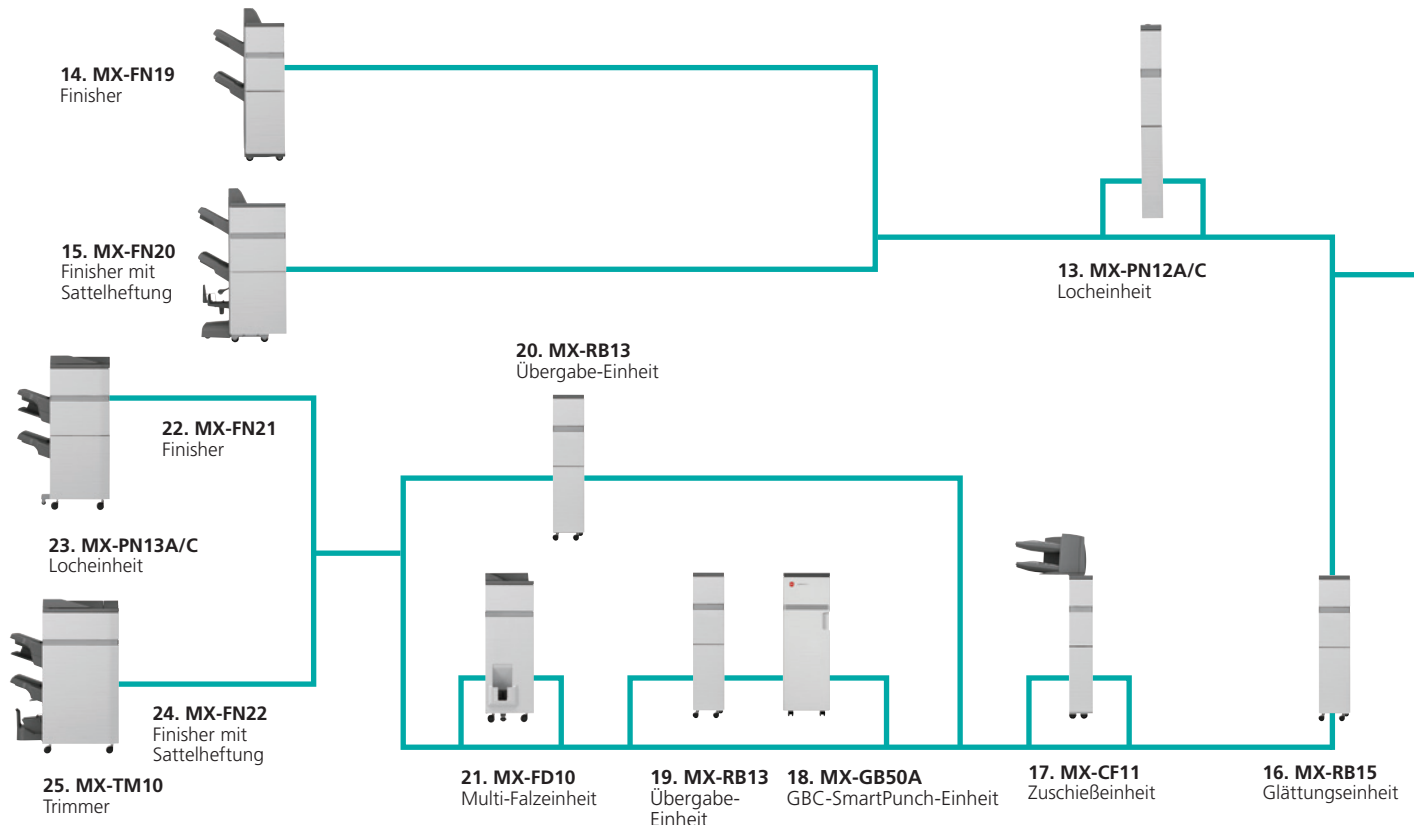 14. MX-FN19
Finisher
15. MX-FN20
Finisher mit
Sattelheftung
13. MX-PN12A/C
Locheinheit
20. MX-RB13
Übergabe-Einheit
22. MX-FN21
Finisher
23. MX-PN13A/C
Locheinheit
24. MX-FN22
Finisher mit
Sattelheftung
25. MX-TM10
Trimmer
21. MX-FD10
Multi-Falzeinheit
19. MX-RB13
Übergabe-
Einheit
18. MX-GB50A
GBC-SmartPunch-Einheit
17. MX-CF11
Zuschießeinheit
16. MX-RB15
Glättungseinheit